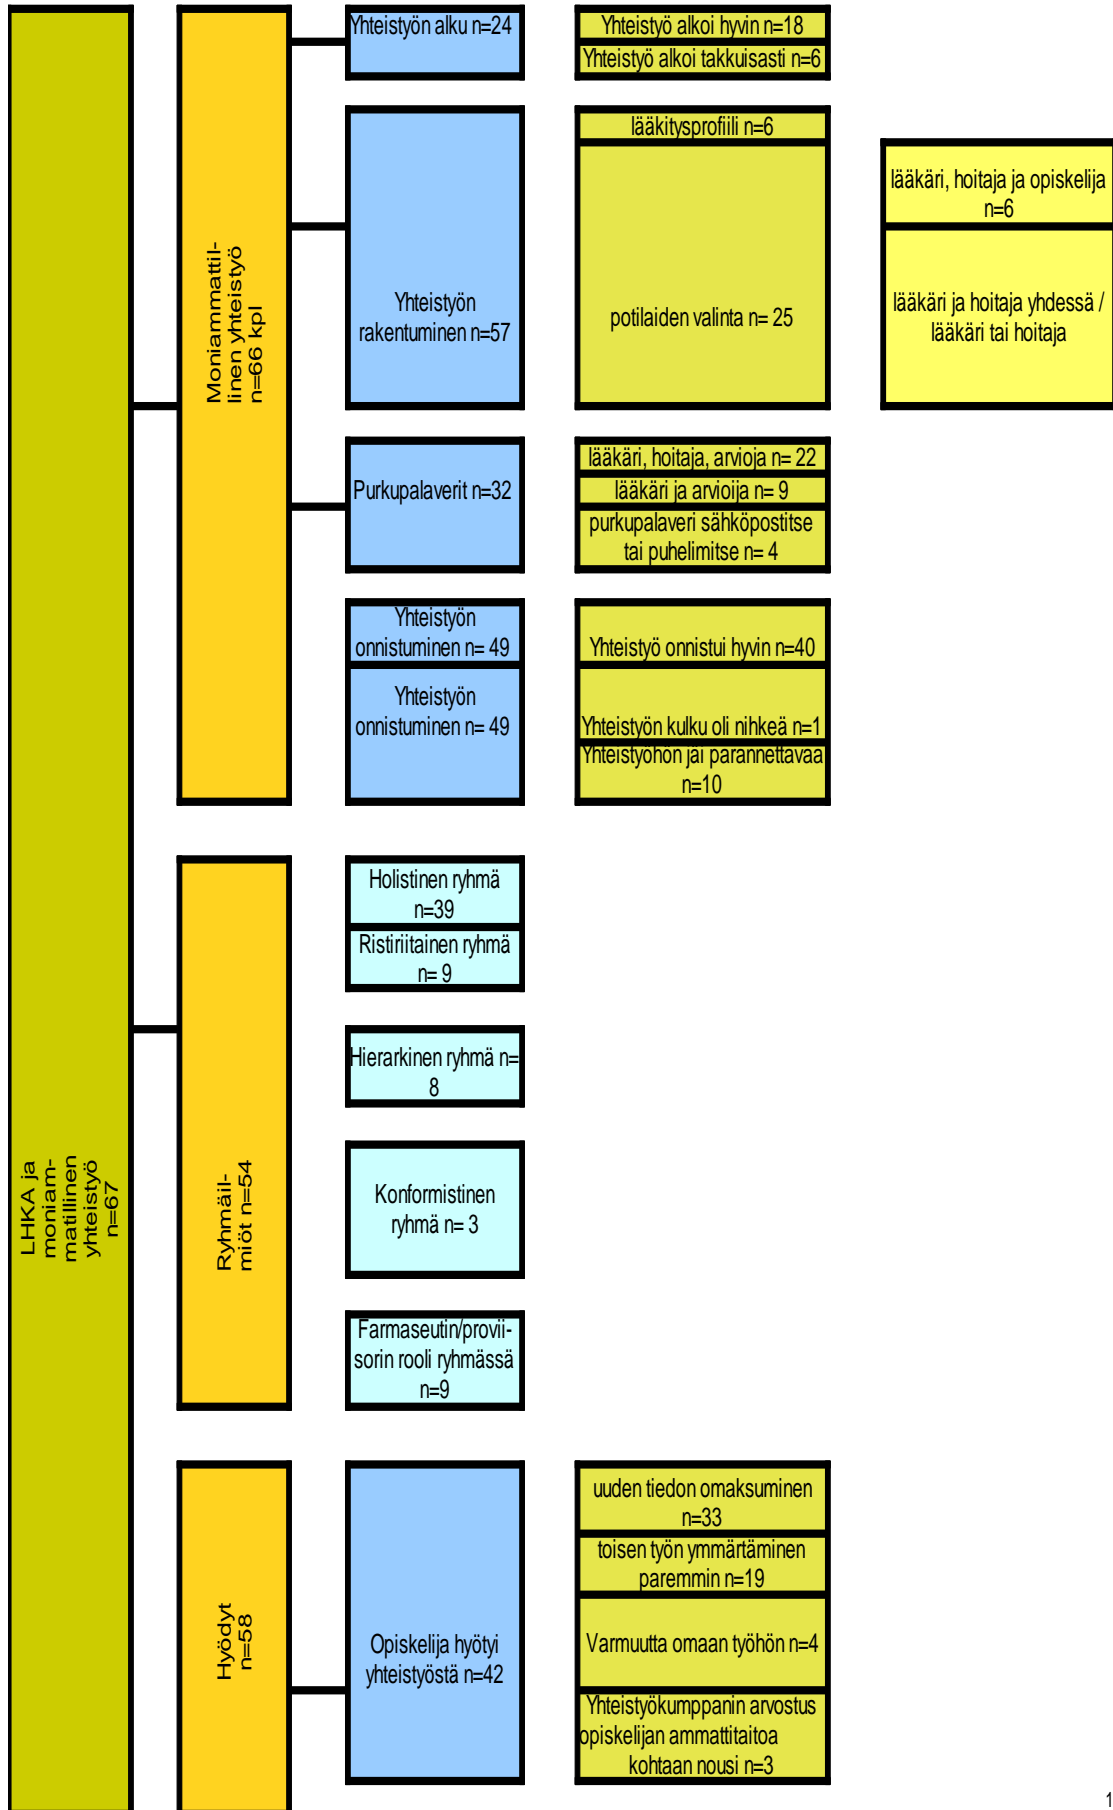 LHKA ja
moniam-
matillinen
yhteistyö
n=67
Moniammattil-
linen yhteistyö
n=66 kpl
Yhteistyön alku n=24
Yhteistyö alkoi hyvin n=18
Yhteistyö alkoi takkuisasti n=6
Yhteistyön
rakentuminen n=57
lääkitysprofiili n=6
potilaiden valinta n= 25
lääkäri, hoitaja ja opiskelija
n=6
lääkäri ja hoitaja yhdessä /
lääkäri tai hoitaja
Purkupalaverit n=32
lääkäri, hoitaja, arvioja n= 22
lääkäri ja arvioija n= 9
purkupalaveri sähköpostitse
tai puhelimitse n= 4
Yhteistyön
onnistuminen n= 49
Yhteistyön
onnistuminen n= 49
Yhteistyö onnistui hyvin n=40
Yhteistyön kulku oli nihkeä n=1
Yhteistyöhön jäi parannettavaa
n=10
Ryhmäil-
miöt n=54
Holistinen ryhmä
n=39
Ristiriitainen ryhmä
n= 9
Hierarkinen ryhmä n=
8
Konformistinen
ryhmä n= 3
Farmaseutin/provii-
sorin rooli ryhmässä
n=9
Hyödyt
n=58
Opiskelija hyötyi
yhteistyöstä n=42
uuden tiedon omaksuminen
n=33
toisen työn ymmärtäminen
paremmin n=19
Varmuutta omaan työhön n=4
Yhteistyökumppanin arvostus
opiskelijan ammattitaitoa
kohtaan nousi n=3
1